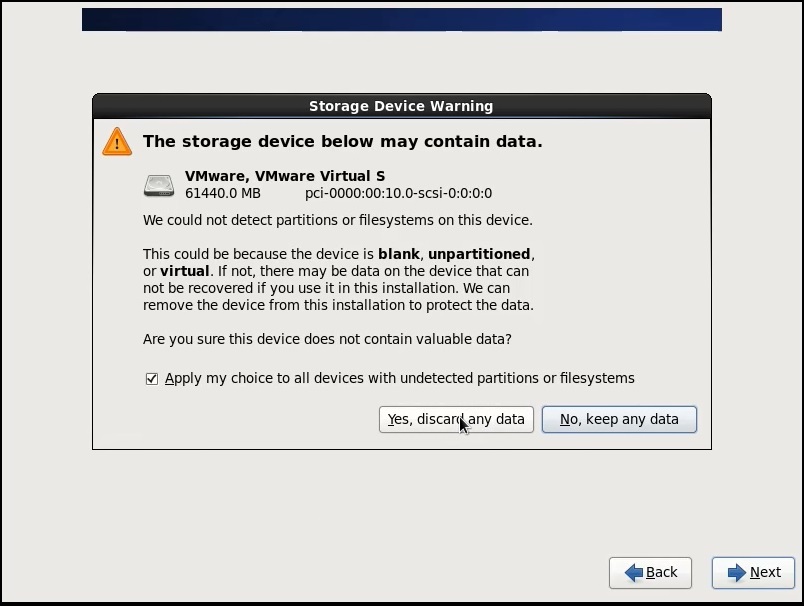 Storage Device Warning
The storage device below may contain data.
VMware, VMware Virtual S
61440.0 MB pci-0000:00:10.0-scsi-0:0:0:0
We could not detect partitions or filesystems on this device.
This could be because the device is blank, unpartitioned,
or virtual. If not, there may be data on the device that can
not be recovered if you use it in this installation. We can
remove the device from this installation to protect the data.
Are you sure this device does not contain valuable data?
Apply my choice to all devices with undetected partitions or filesystems
Yes, discard any data No, keep any data
Back Next